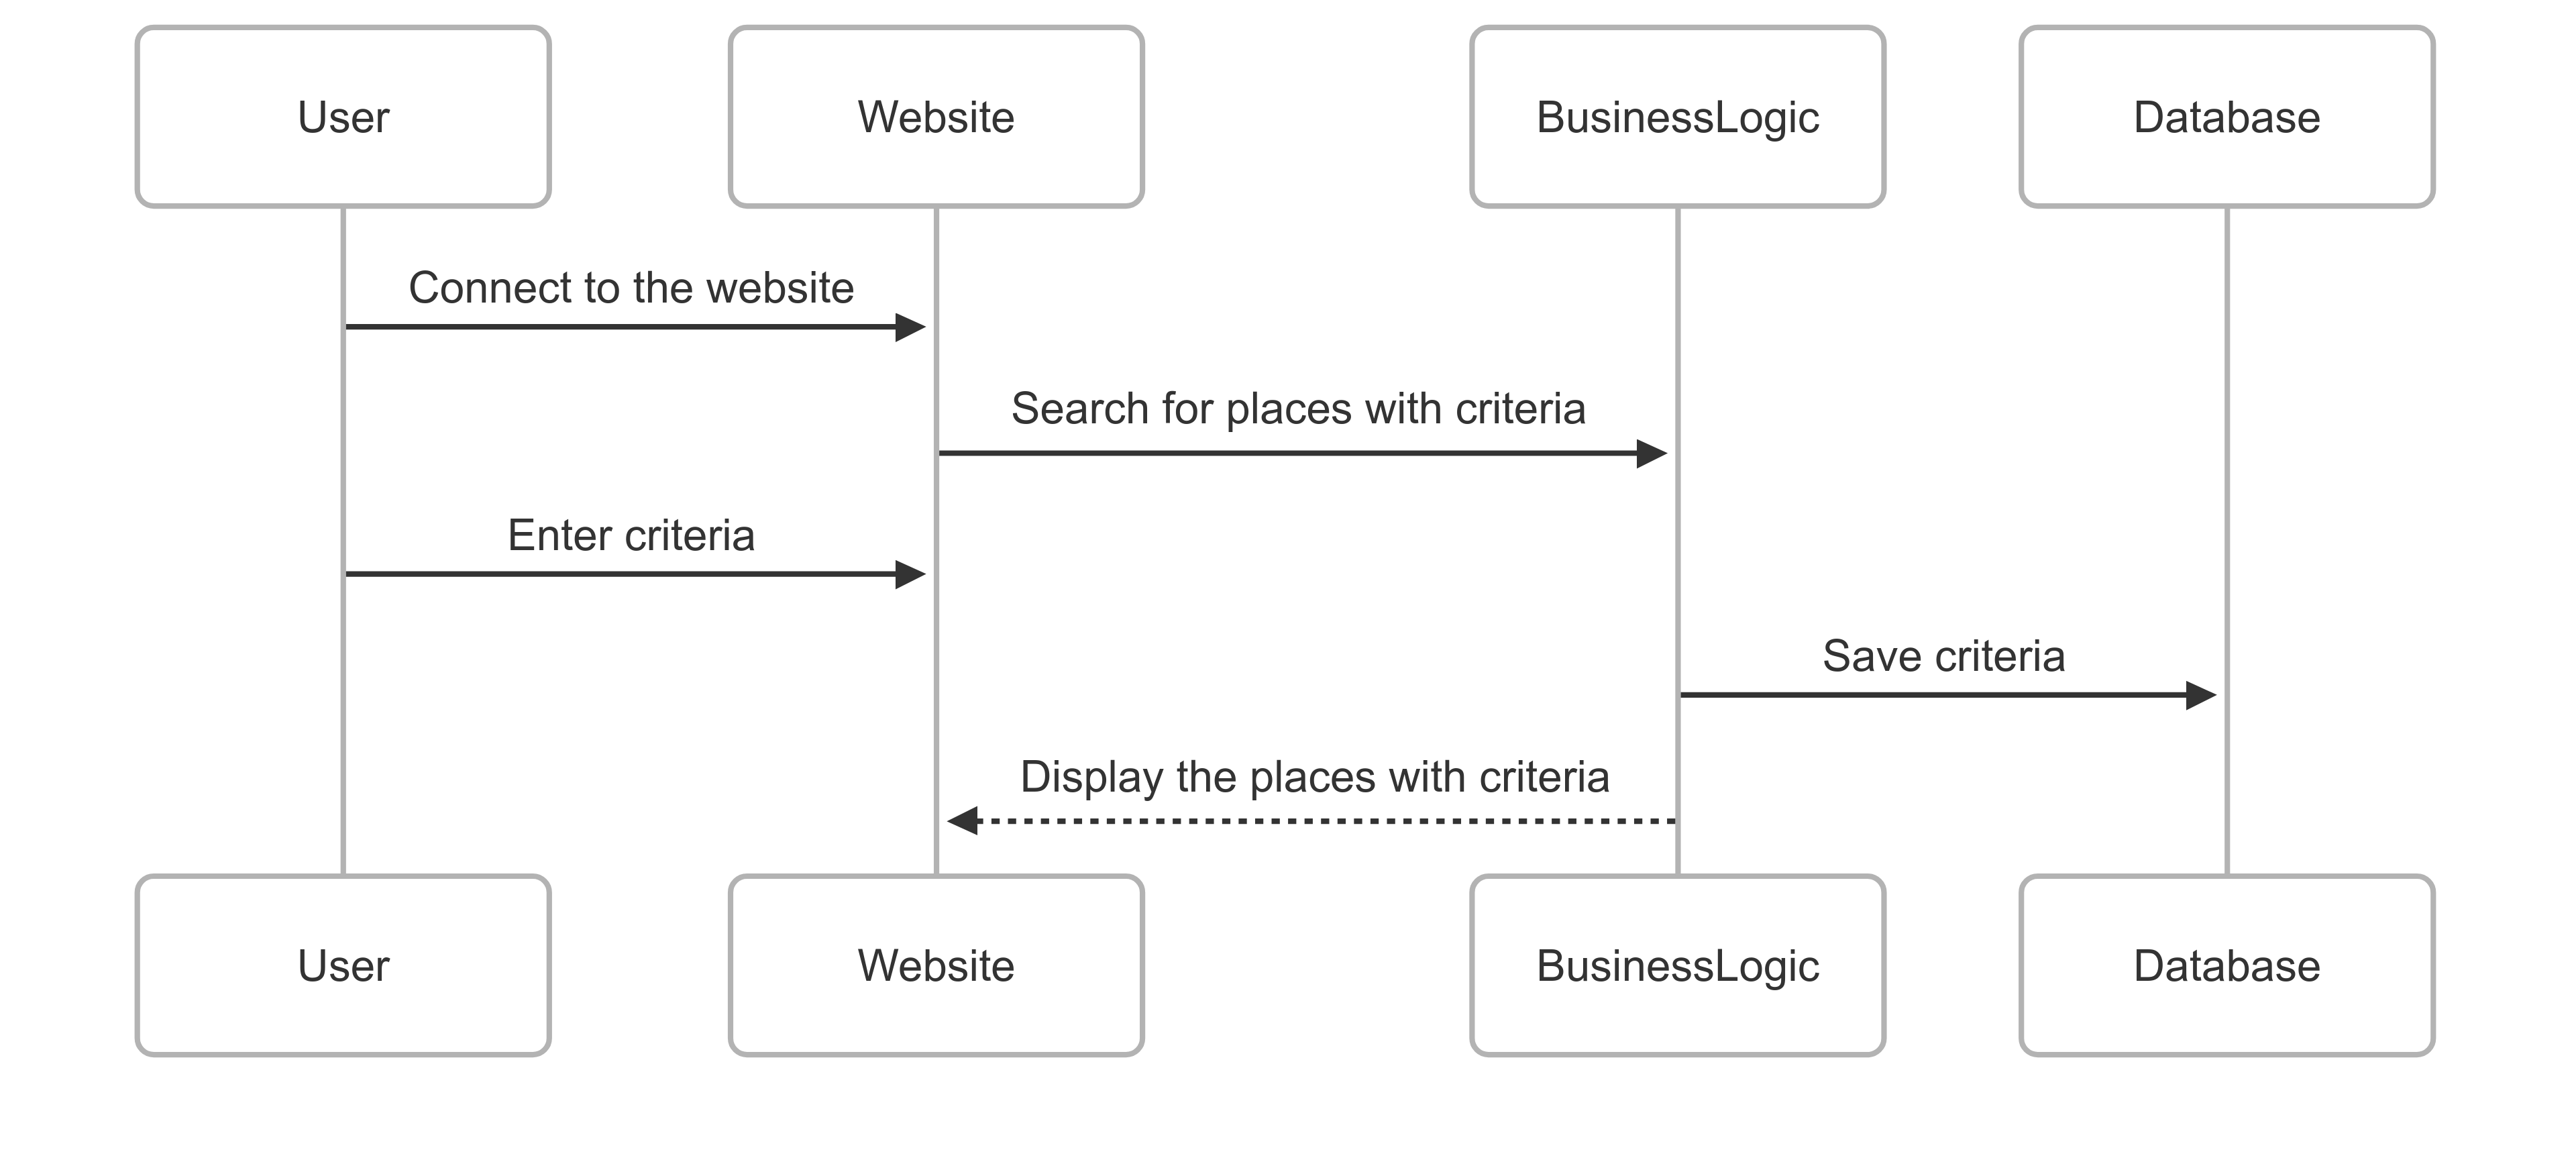 User
Website
BusinessLogic
Database
Connect to the website
Search for places with criteria
Enter criteria
Save criteria
Display the places with criteria
User
Website
BusinessLogic
Database